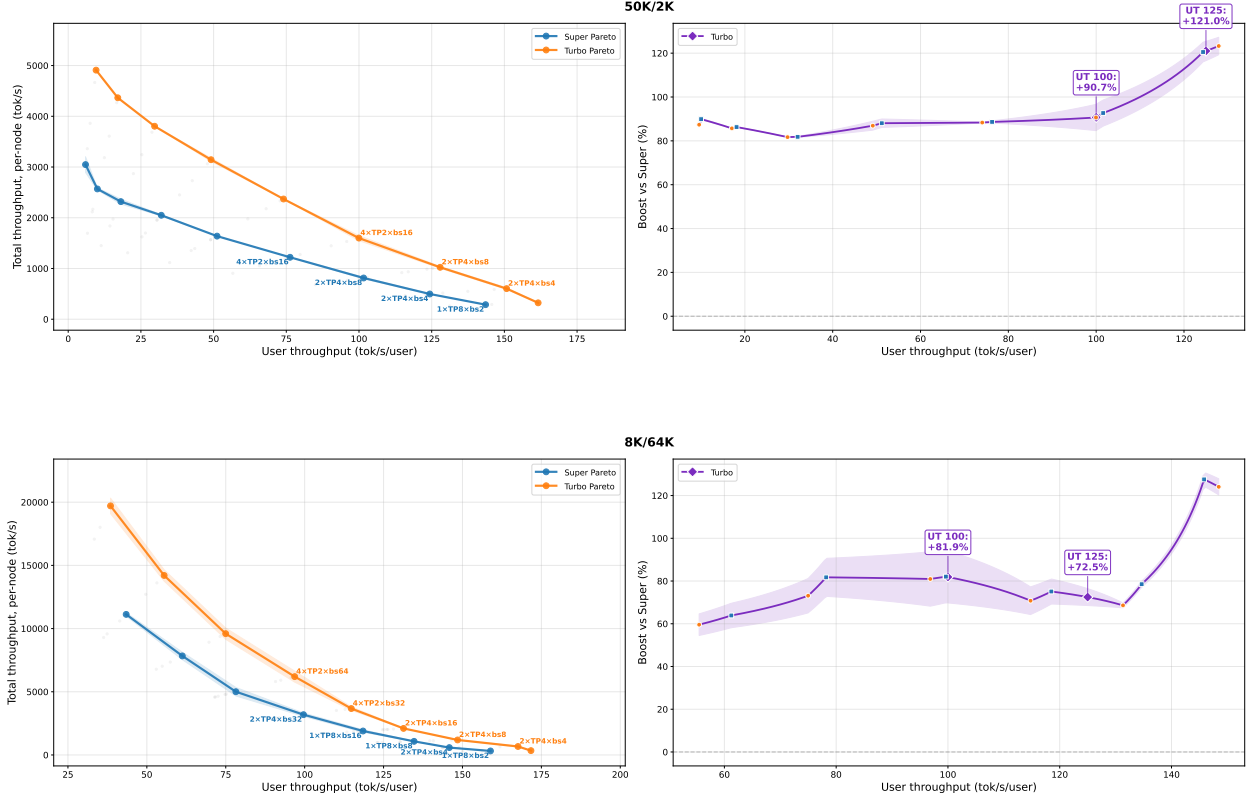 50K/2K
Total throughput, per-node (tok/s)
5000
4000
3000
2000
1000
0
0
25
50
75
100
125
150
175
User throughput (tok/s/user)
Super Pareto
Turbo Pareto
4×TP2×bs16
2×TP4×bs8
2×TP4×bs4
4×TP2×bs16
2×TP4×bs8
2×TP4×bs4
1×TP8×bs2
Boost vs Super (%)
120
100
80
60
40
20
0
20
40
60
80
100
120
User throughput (tok/s/user)
Turbo
UT 100:
+90.7%
UT 125:
+121.0%
8K/64K
Total throughput, per-node (tok/s)
20000
15000
10000
5000
0
25
50
75
100
125
150
175
200
User throughput (tok/s/user)
Super Pareto
Turbo Pareto
4×TP2×bs64
4×TP2×bs32
2×TP4×bs16
2×TP4×bs8
2×TP4×bs4
2×TP4×bs32
1×TP8×bs16
1×TP8×bs8
2×TP4×bs4
1×TP8×bs2
Boost vs Super (%)
120
100
80
60
40
20
0
60
80
100
120
140
User throughput (tok/s/user)
Turbo
UT 100:
+81.9%
UT 125:
+72.5%